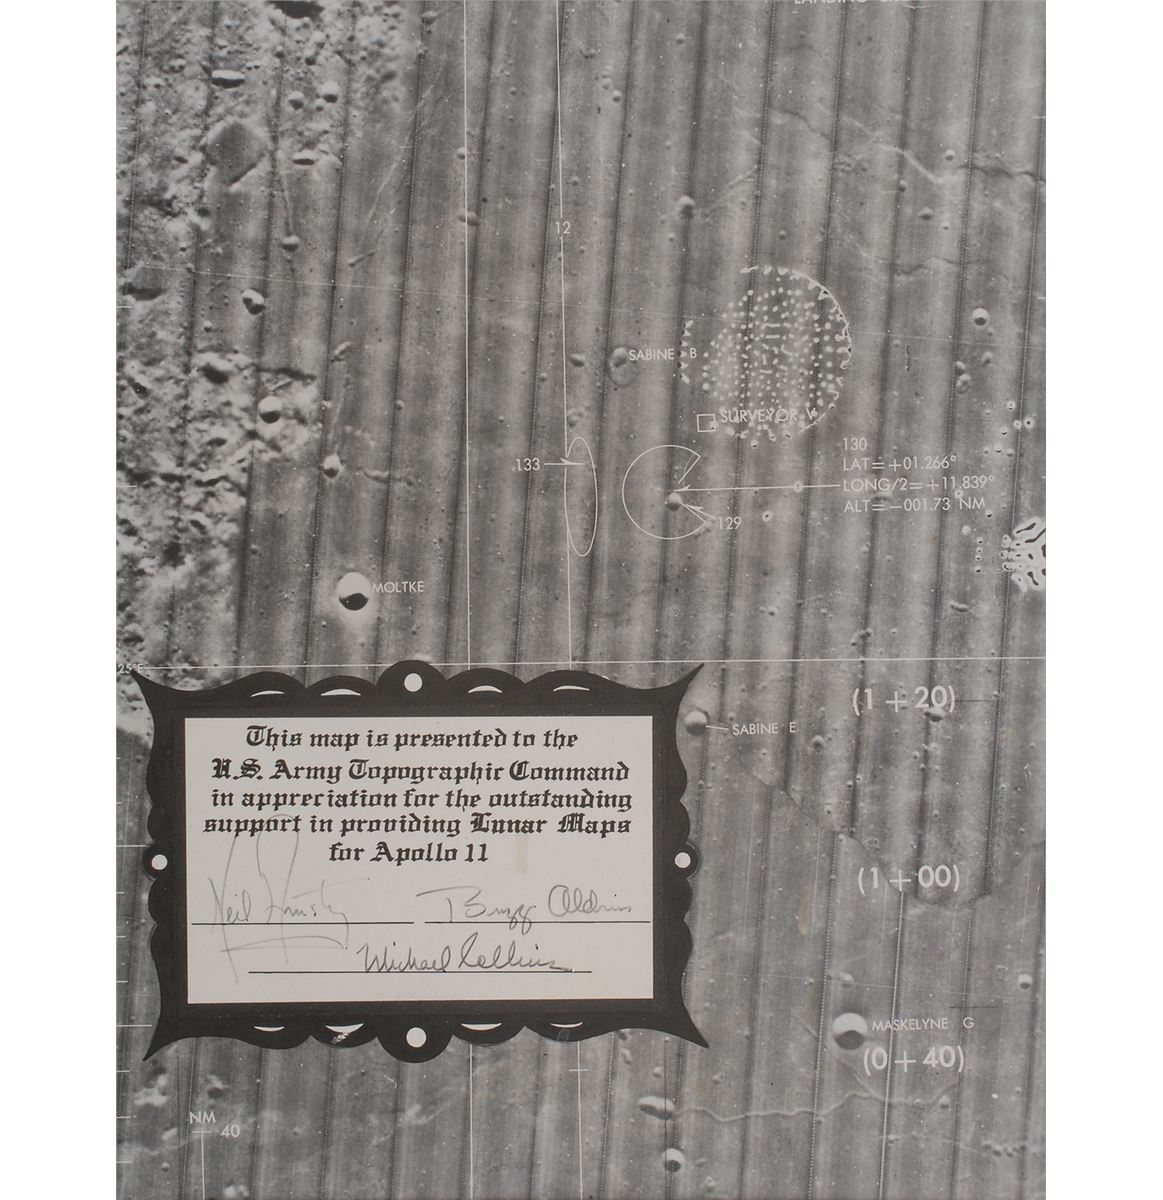 12
SABINE B
SURVEYOR V
133
130
LAT=+01.266°
LONG/2=+11.839°
ALT=-001.73 NM
129
MOLTKE
25°E
(1+20)
SABINE E
This map is presented to the
U.S. Army Topographic Command
in appreciation for the outstanding
support in providing Lunar Maps
for Apollo 11
Neil Armstrong
Buzz Aldrin
Michael Collins
(1+00)
MASKELYNE G
(0+40)
NM
40